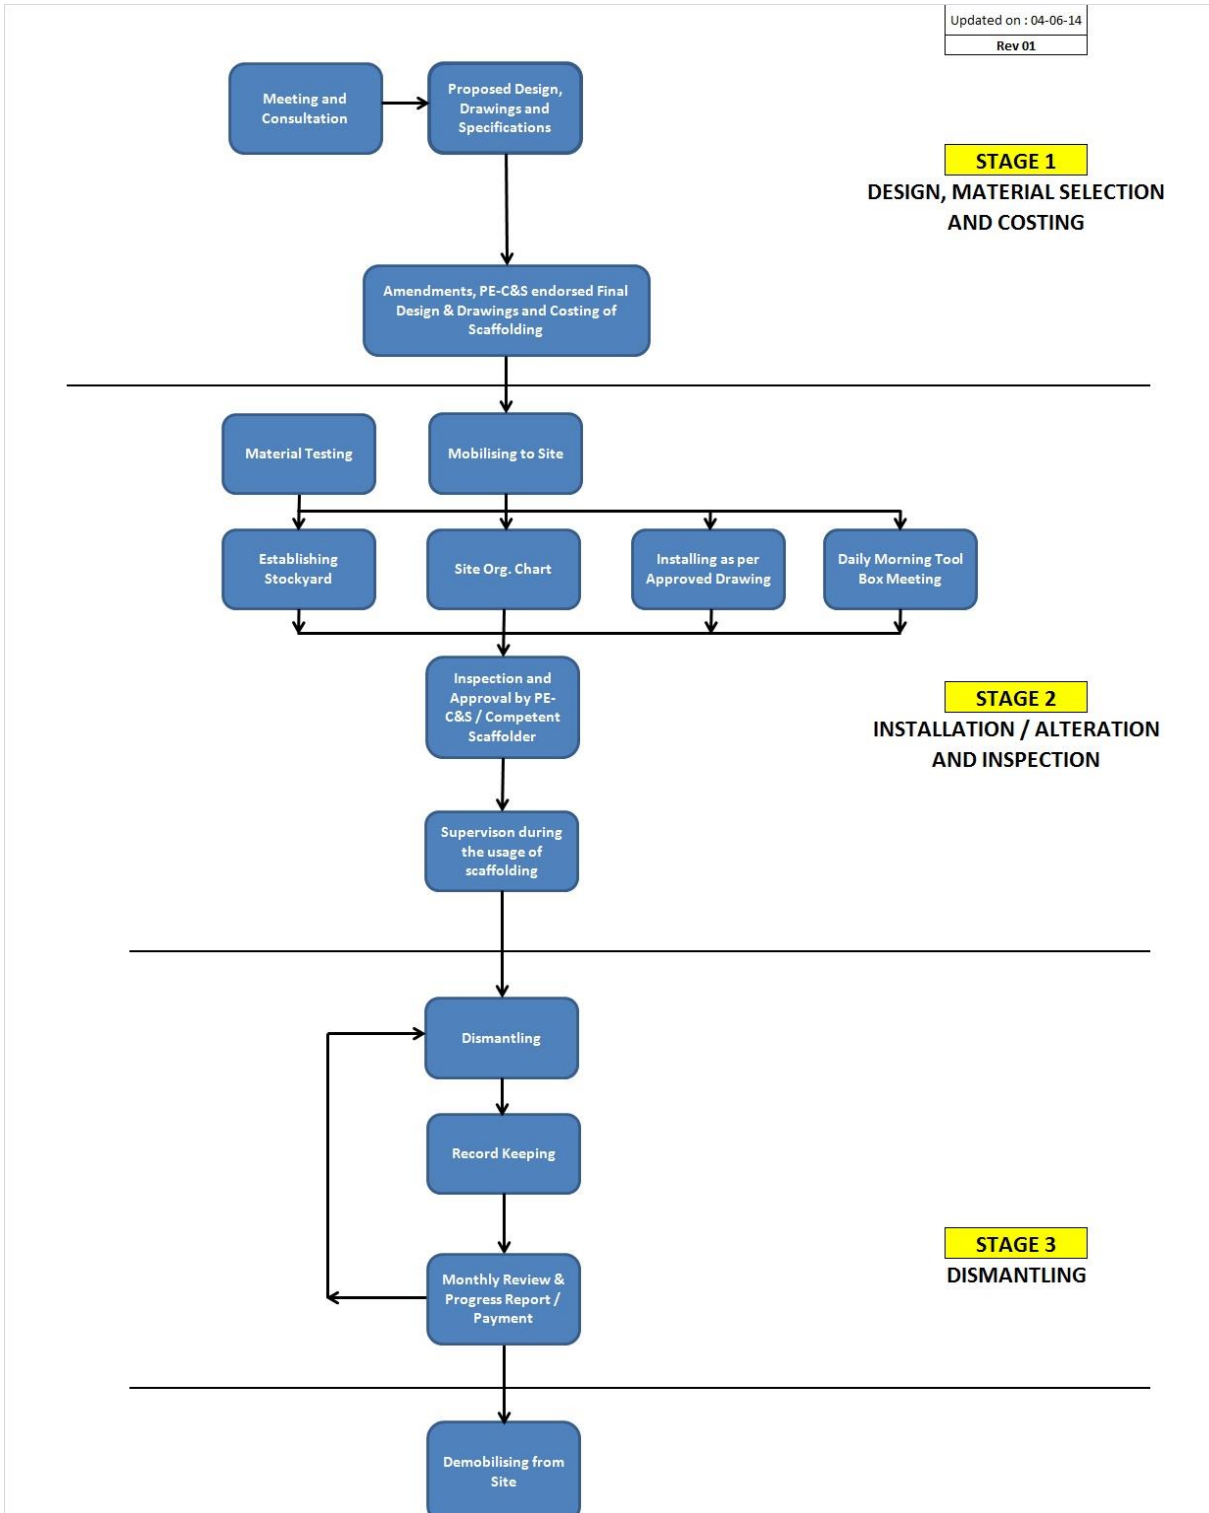 Updated on : 04-06-14
Rev 01
Meeting and
Consultation
Proposed Design,
Drawings and
Specifications
STAGE 1
DESIGN, MATERIAL SELECTION
AND COSTING
Amendments, PE-C&S endorsed Final
Design & Drawings and Costing of
Scaffolding
Material Testing
Mobilising to Site
Establishing
Stockyard
Site Org. Chart
Installing as per
Approved Drawing
Daily Morning Tool
Box Meeting
Inspection and
Approval by PE-
C&S / Competent
Scaffolder
STAGE 2
INSTALLATION / ALTERATION
AND INSPECTION
Supervison during
the usage of
scaffolding
Dismantling
Record Keeping
Monthly Review &
Progress Report /
Payment
STAGE 3
DISMANTLING
Demobilising from
Site